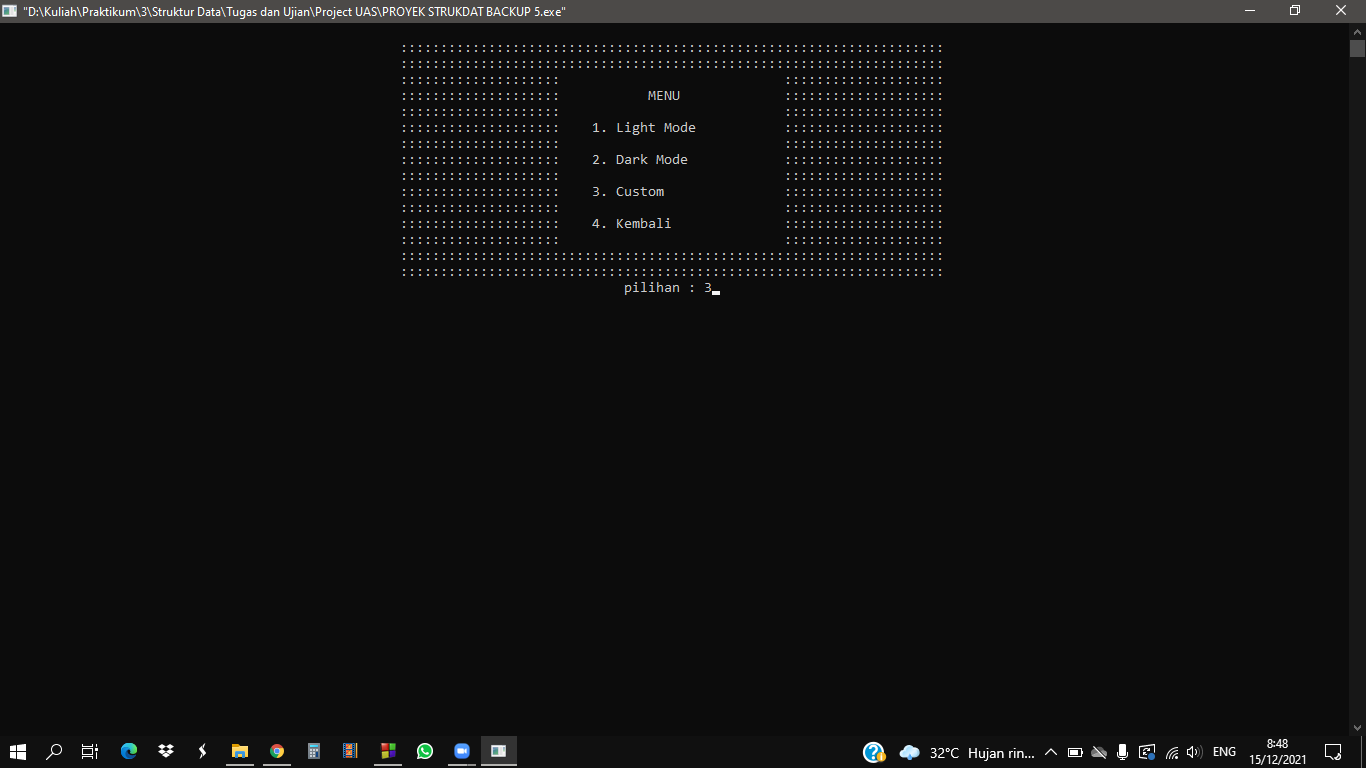 "D:\Kuliah\Praktikum\3\Struktur Data\Tugas dan Ujian\Project UAS\PROYEK STRUKDAT BACKUP 5.exe"
MENU
1. Light Mode
2. Dark Mode
3. Custom
4. Kembali
pilihan : 3
32°C Hujan rin...
ENG
8:48
15/12/2021